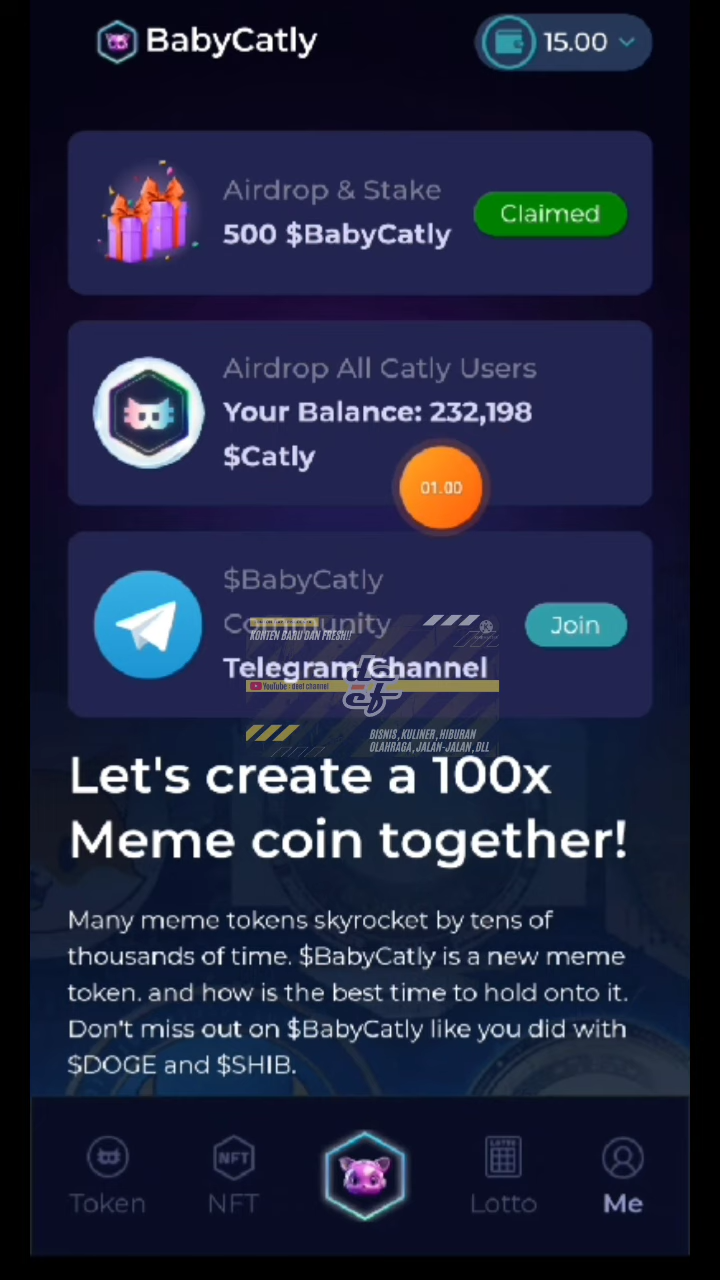 BabyCatly
15.00
Airdrop & Stake
500 $BabyCatly
Claimed
Airdrop All Catly Users
Your Balance: 232,198
$Catly
01.00
$BabyCatly
Community
Join
KONTEN BARU DAN FRESH!!
Telegram Channel
YouTube : deef channel
deef
BISNIS, KULINER, HIBURAN
OLAHRAGA, JALAN-JALAN, DLL
Let's create a 100x
Meme coin together!
Many meme tokens skyrocket by tens of
thousands of time. $BabyCatly is a new meme
token. and how is the best time to hold onto it.
Don't miss out on $BabyCatly like you did with
$DOGE and $SHIB.
NFT
LOTTO
Token
NFT
Lotto
Me